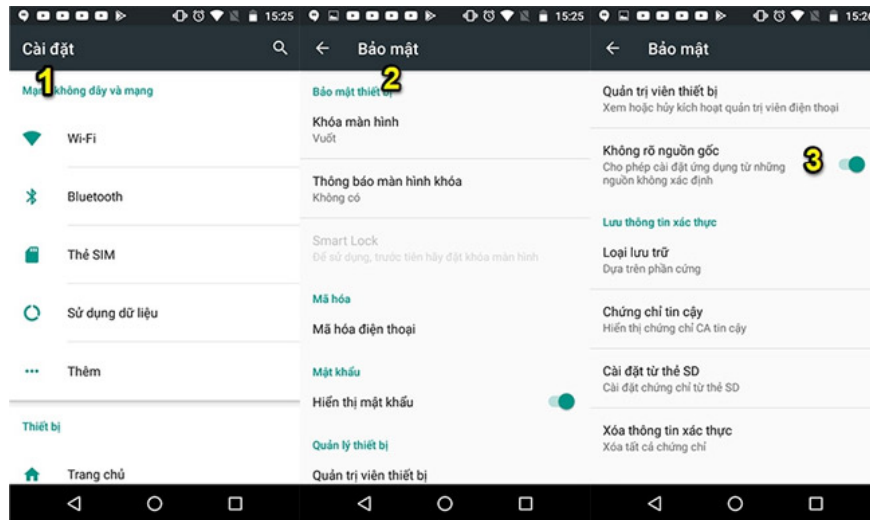 15:25
Cài đặt
1
Mạng không dây và mạng
Wi-Fi
Bluetooth
Thẻ SIM
Sử dụng dữ liệu
Thêm
Thiết bị
Trang chủ
15:25
Bảo mật
2
Bảo mật thiết bị
Khóa màn hình
Vuốt
Thông báo màn hình khóa
Không có
Smart Lock
Để sử dụng, trước tiên hãy đặt khóa màn hình
Mã hóa
Mã hóa điện thoại
Mật khẩu
Hiển thị mật khẩu
Quản lý thiết bị
Quản trị viên thiết bị
15:26
Bảo mật
Quản trị viên thiết bị
Xem hoặc hủy kích hoạt quản trị viên điện thoại
Không rõ nguồn gốc
Cho phép cài đặt ứng dụng từ những
nguồn không xác định
3
Lưu thông tin xác thực
Loại lưu trữ
Dựa trên phần cứng
Chứng chỉ tin cậy
Hiển thị chứng chỉ CA tin cậy
Cài đặt từ thẻ SD
Cài đặt chứng chỉ từ thẻ SD
Xóa thông tin xác thực
Xóa tất cả chứng chỉ